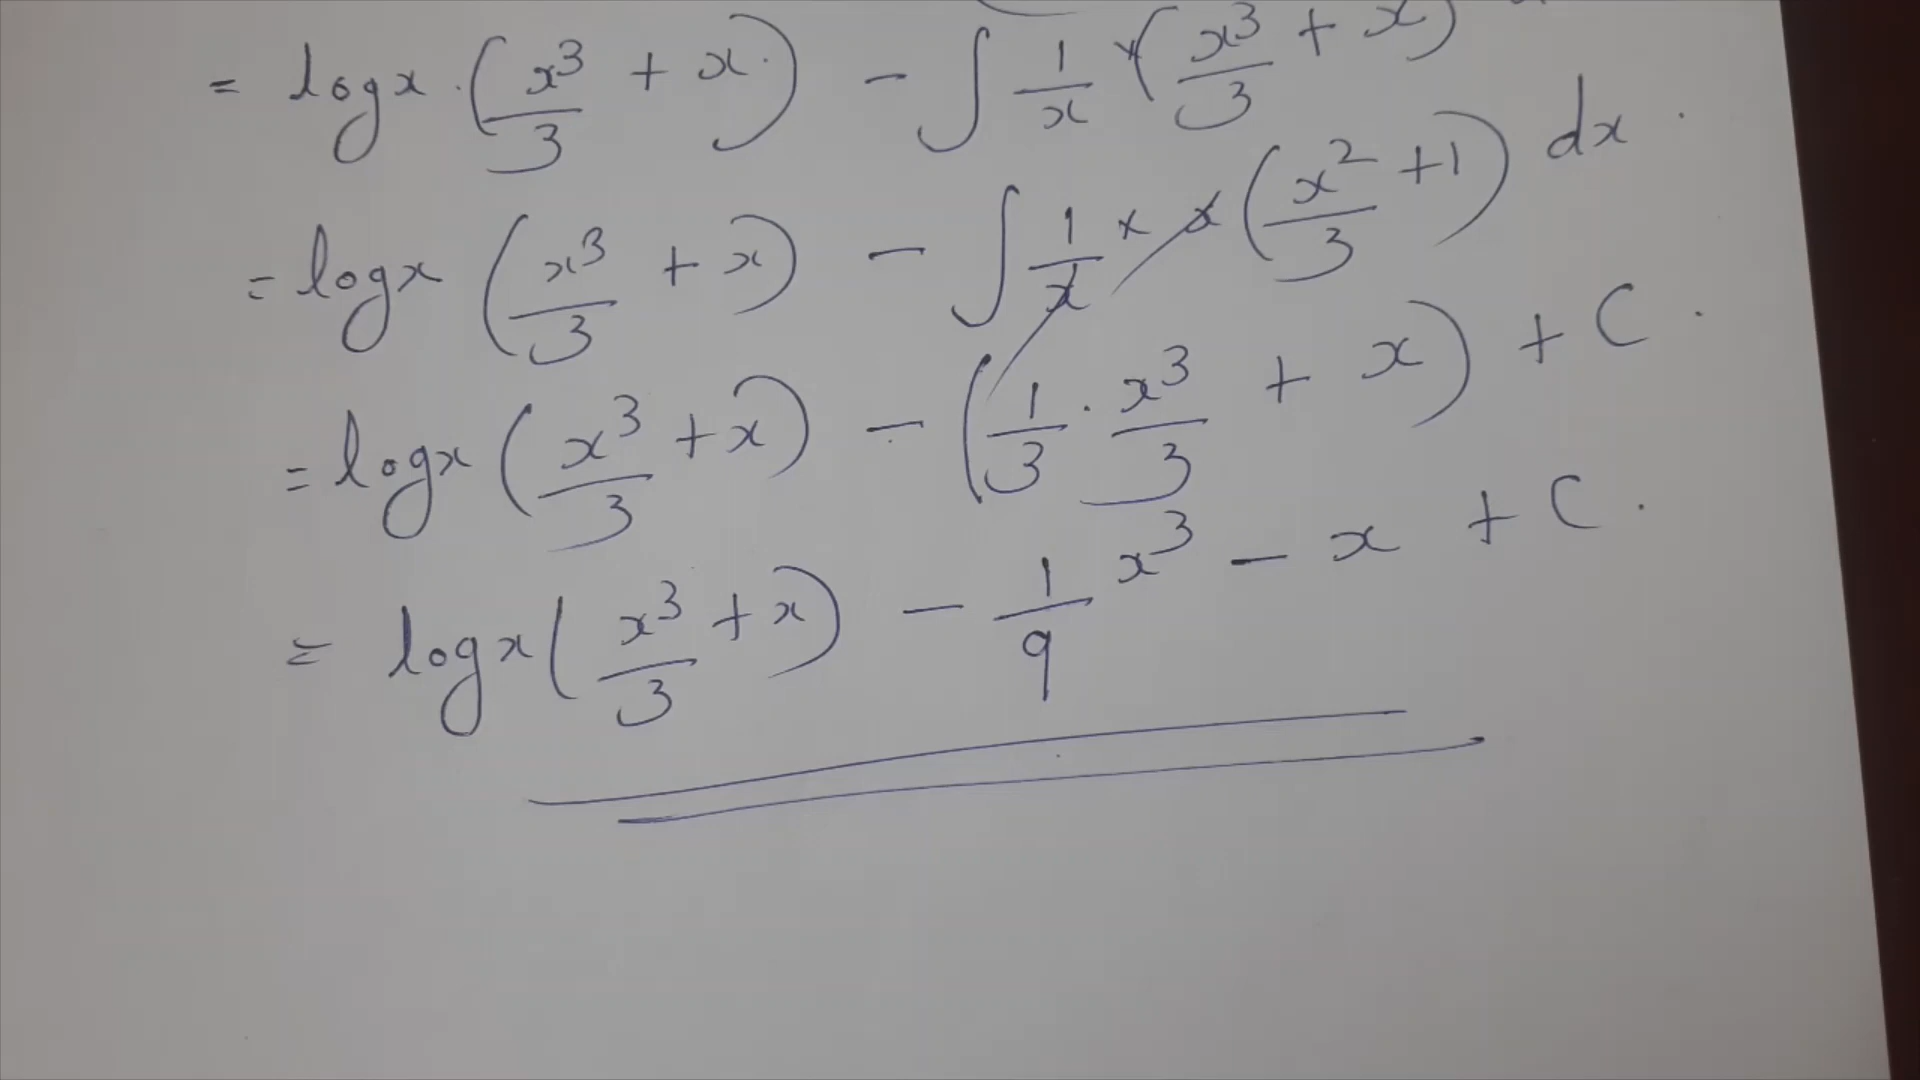 = log x . (x³/3 + x) - ∫ 1/x × (x³/3 + x)
= log x (x³/3 + x) - ∫ 1/x × x (x²/3 + 1) dx .
= log x (x³/3 + x) - (1/3 . x³/3 + x) + C .
= log x (x³/3 + x) - 1/9 x³ - x + C .